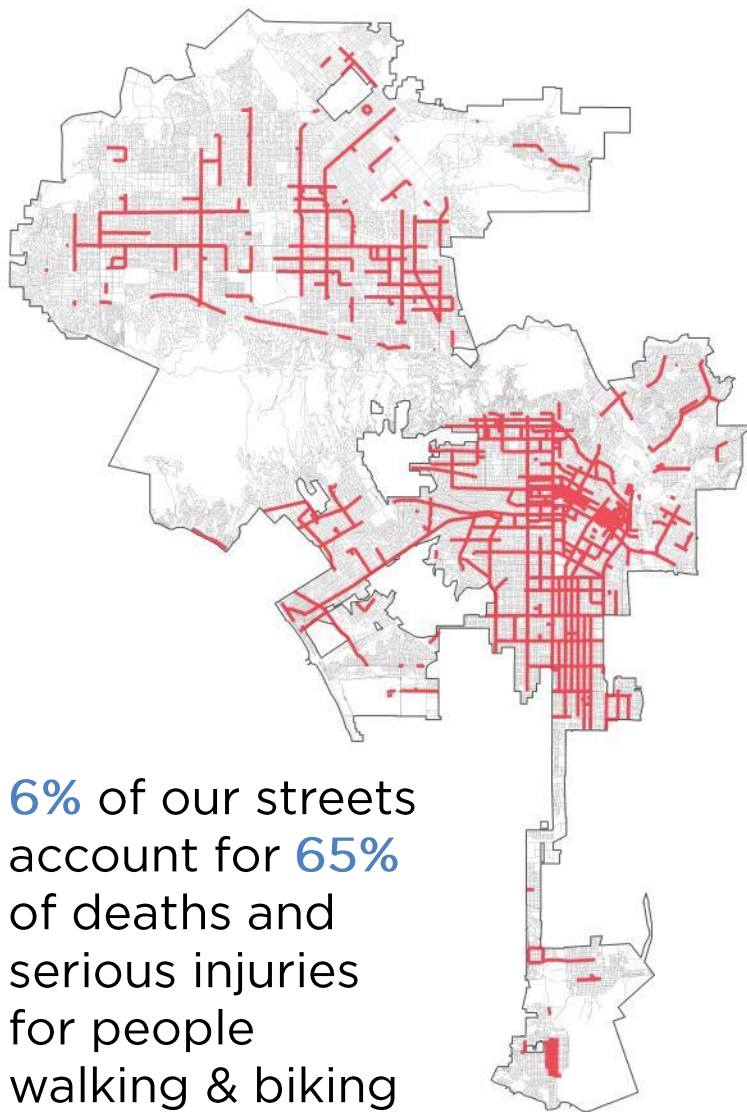 6% of our streets
account for 65%
of deaths and
serious injuries
for people
walking & biking